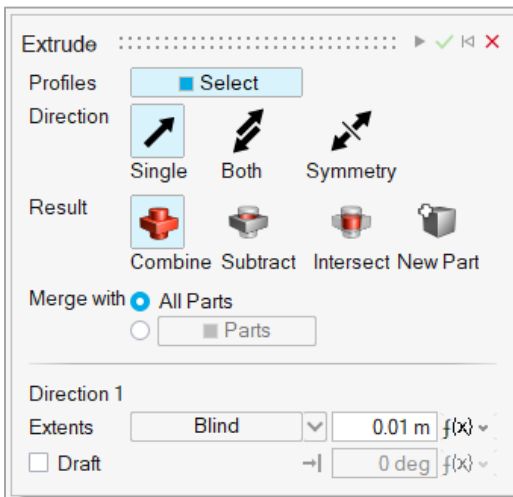 Extrude
Profiles Select
Direction
Single Both Symmetry
Result
Combine Subtract Intersect New Part
Merge with All Parts
Parts
Direction 1
Extents Blind 0.01 m ƒ(x)
Draft 0 deg ƒ(x)